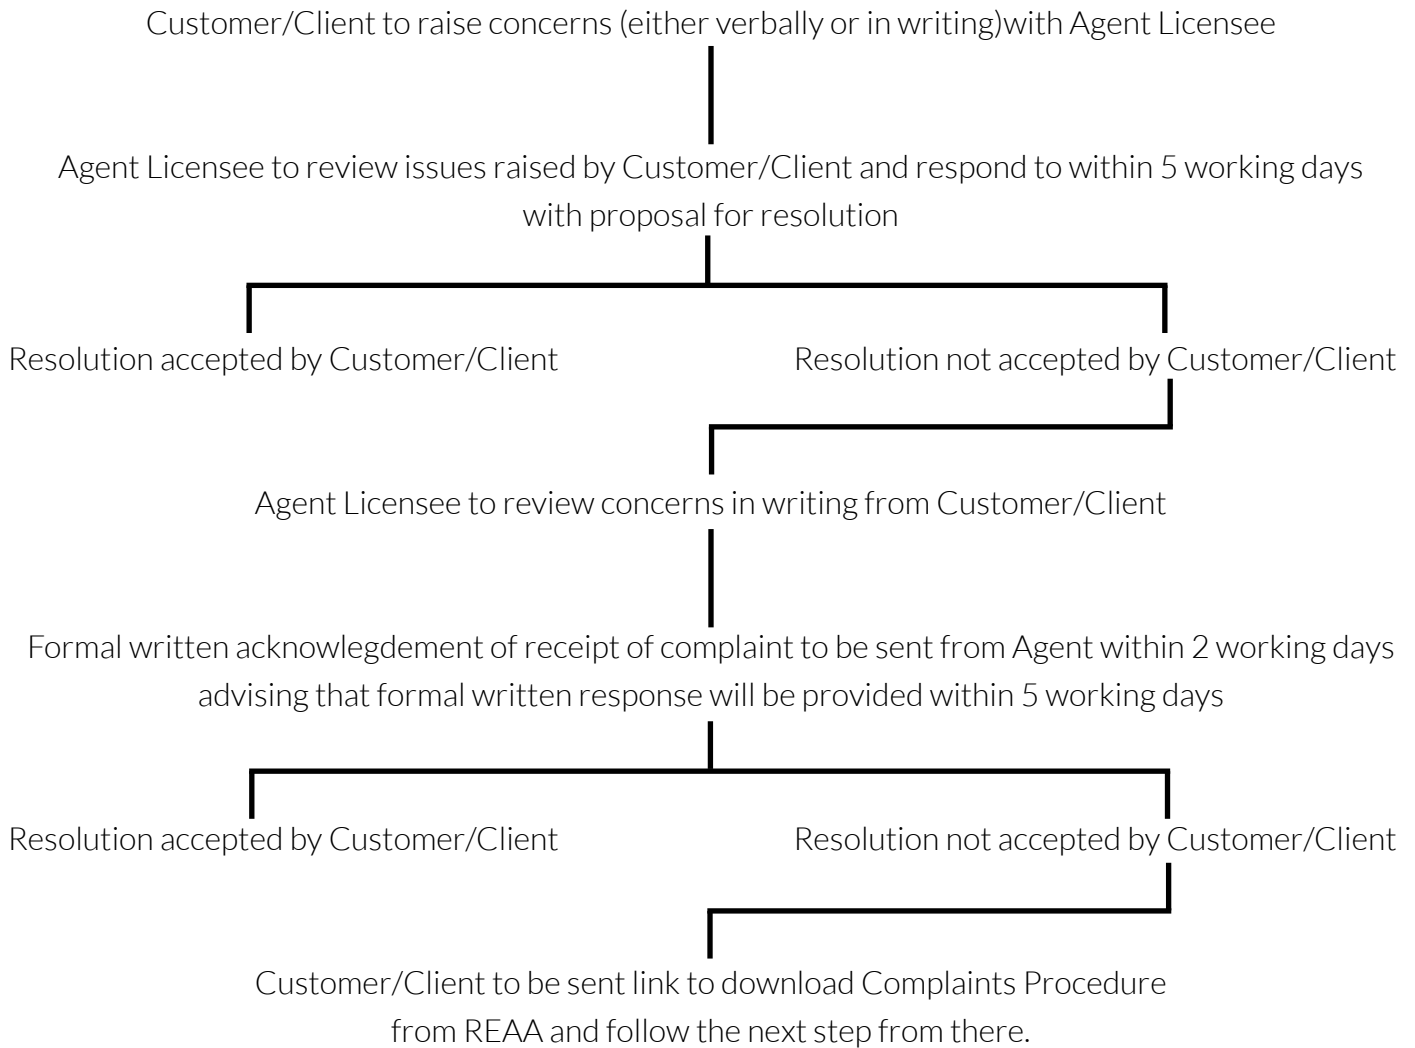 Customer/Client to raise concerns (either verbally or in writing)with Agent Licensee
Agent Licensee to review issues raised by Customer/Client and respond to within 5 working days
with proposal for resolution
Resolution accepted by Customer/Client
Resolution not accepted by Customer/Client
Agent Licensee to review concerns in writing from Customer/Client
Formal written acknowlegdement of receipt of complaint to be sent from Agent within 2 working days
advising that formal written response will be provided within 5 working days
Resolution accepted by Customer/Client
Resolution not accepted by Customer/Client
Customer/Client to be sent link to download Complaints Procedure
from REAA and follow the next step from there.